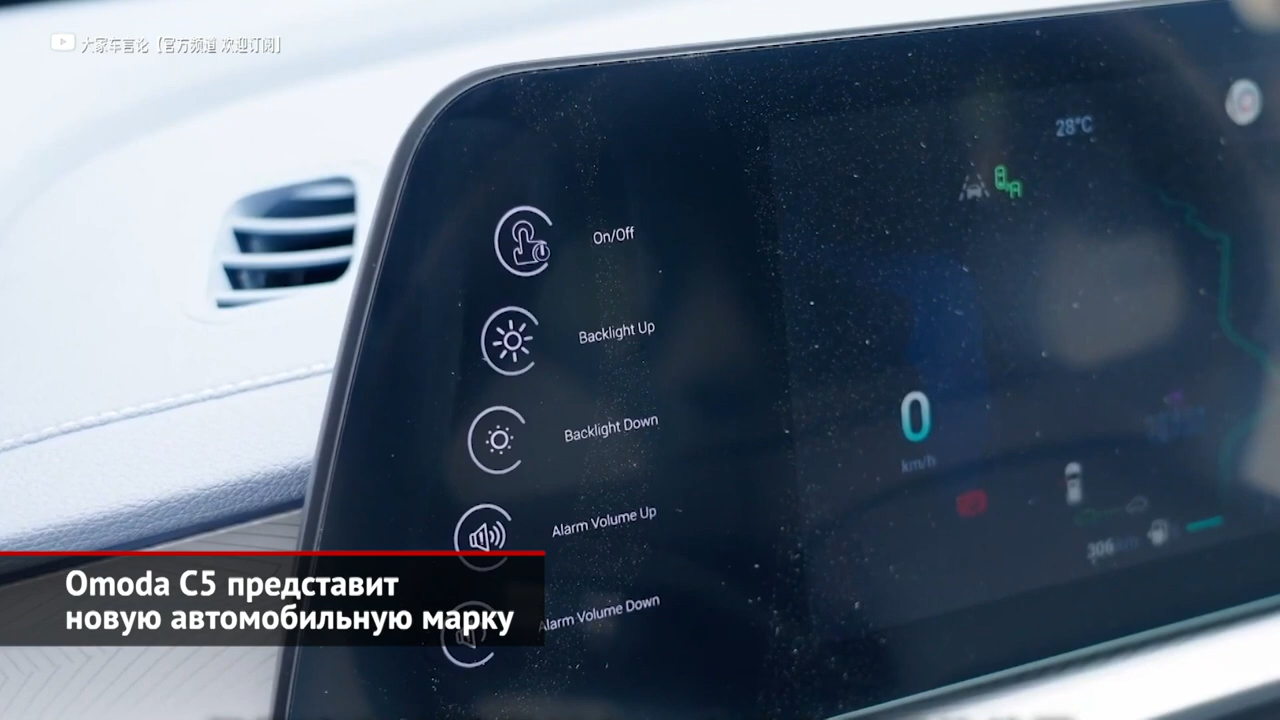 大家车言论【官方频道 欢迎订阅】
28°C
On/Off
Backlight Up
Backlight Down
0
km/h
Alarm Volume Up
306
Alarm Volume Down
Omoda C5 представит
новую автомобильную марку